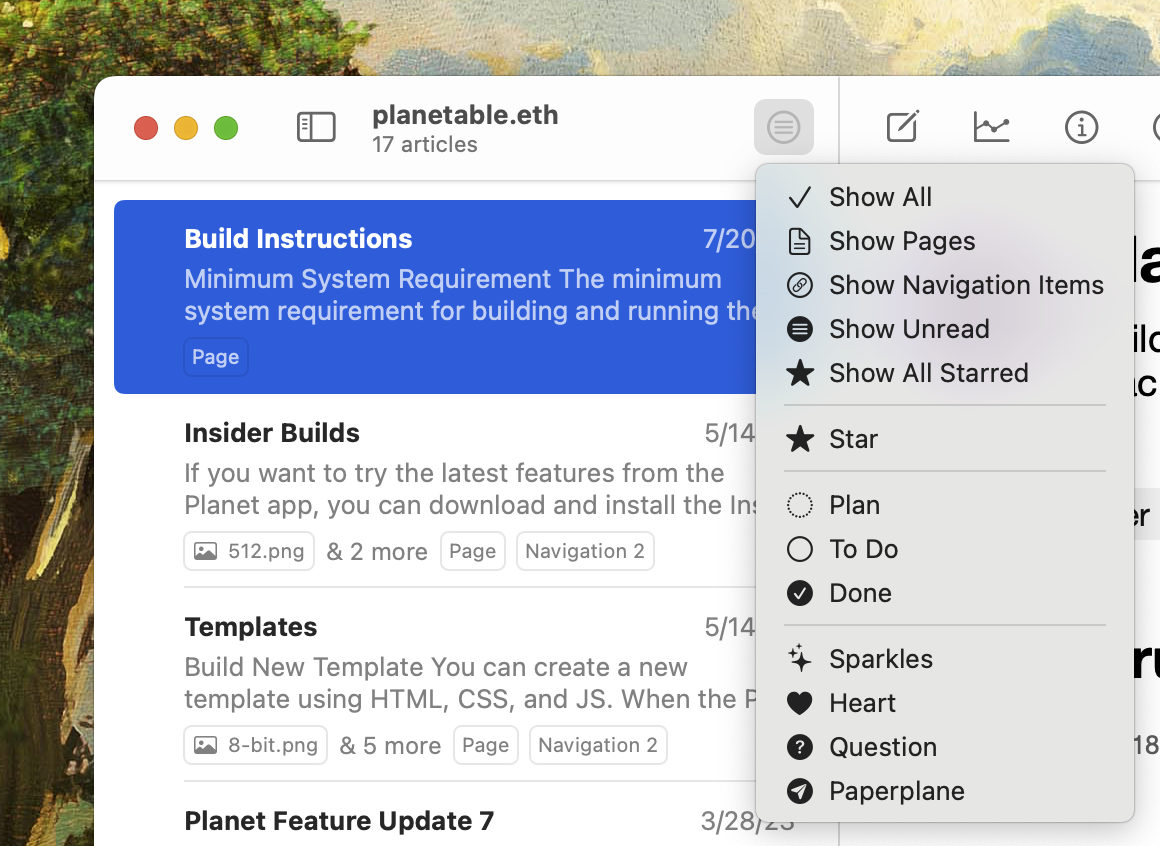 planetable.eth
17 articles
Build Instructions 7/20
Minimum System Requirement The minimum
system requirement for building and running the
Page
Insider Builds 5/14
If you want to try the latest features from the
Planet app, you can download and install the Ins
512.png & 2 more Page Navigation 2
Templates 5/14
Build New Template You can create a new
template using HTML, CSS, and JS. When the P
8-bit.png & 5 more Page Navigation 2
Planet Feature Update 7 3/28/23
Show All
Show Pages
Show Navigation Items
Show Unread
Show All Starred
Star
Plan
To Do
Done
Sparkles
Heart
Question
Paperplane